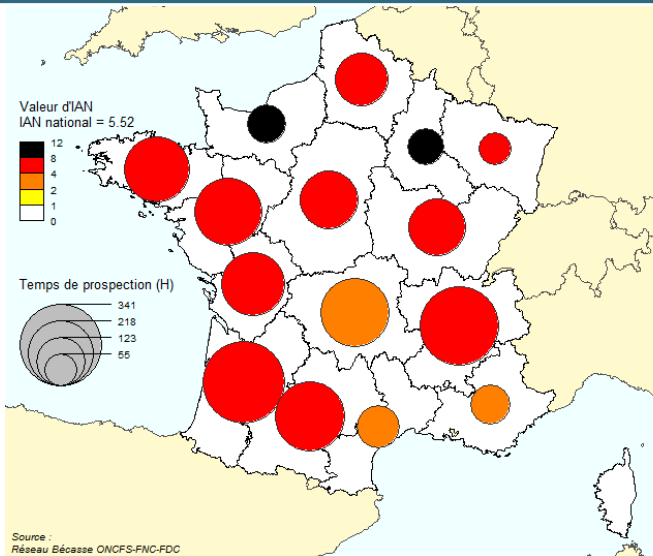 Valeur d'IAN
IAN national = 5.52
12
8
4
2
1
0
Temps de prospection (H)
341
218
123
55
Source :
Réseau Bécasse ONCFS-FNC-FDC